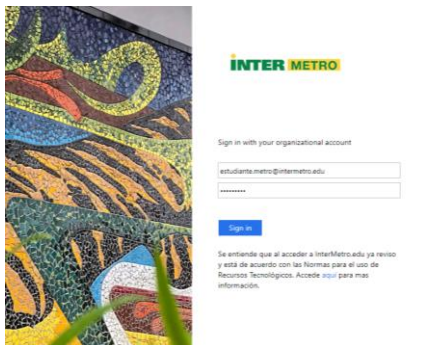 INTER METRO
Sign in with your organizational account
estudiante.metro@intermetro.edu
•••••••••
Sign in
Se entiende que al acceder a InterMetro.edu ya reviso
y está de acuerdo con las Normas para el uso de
Recursos Tecnológicos. Accede aquí para mas
información.